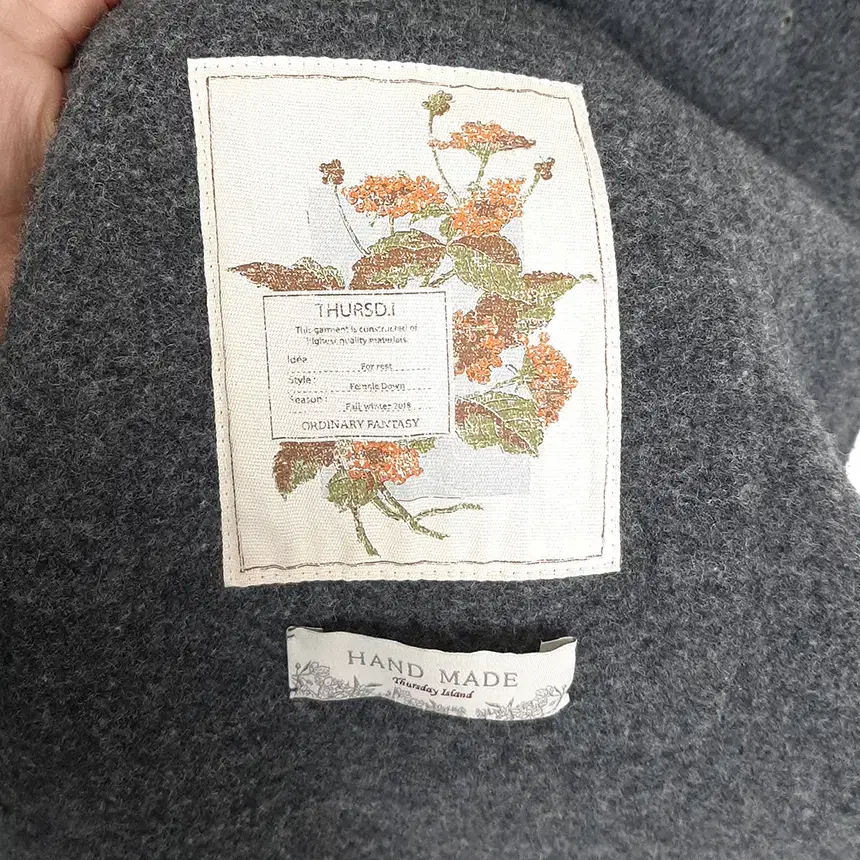 THURSD.I
This garment is constructed of
highest quality materials.
Idea
For rest
Style :
Female Down
Season :
Fall winter 2018
ORDINARY FANTASY
HAND MADE
Thursday Island